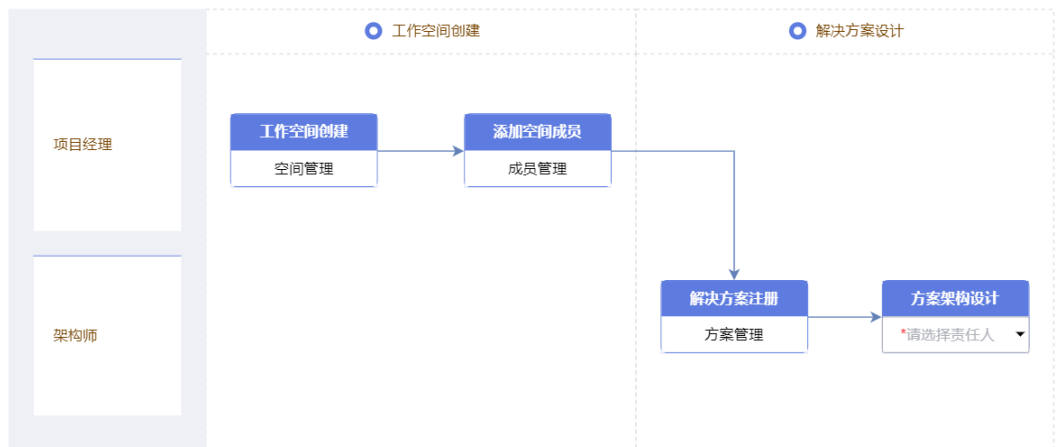 工作空间创建
解决方案设计
项目经理
工作空间创建
空间管理
添加空间成员
成员管理
架构师
解决方案注册
方案管理
方案架构设计
*请选择责任人